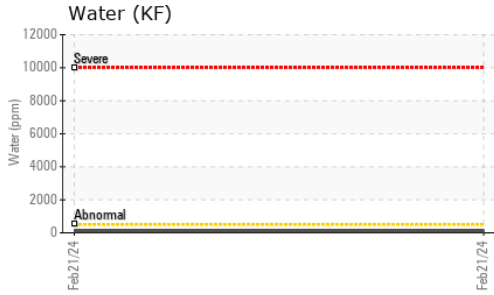 Water (KF)
12000
10000
8000
6000
4000
2000
0
Water (ppm)
Severe
Abnormal
Feb21/24
Feb21/24